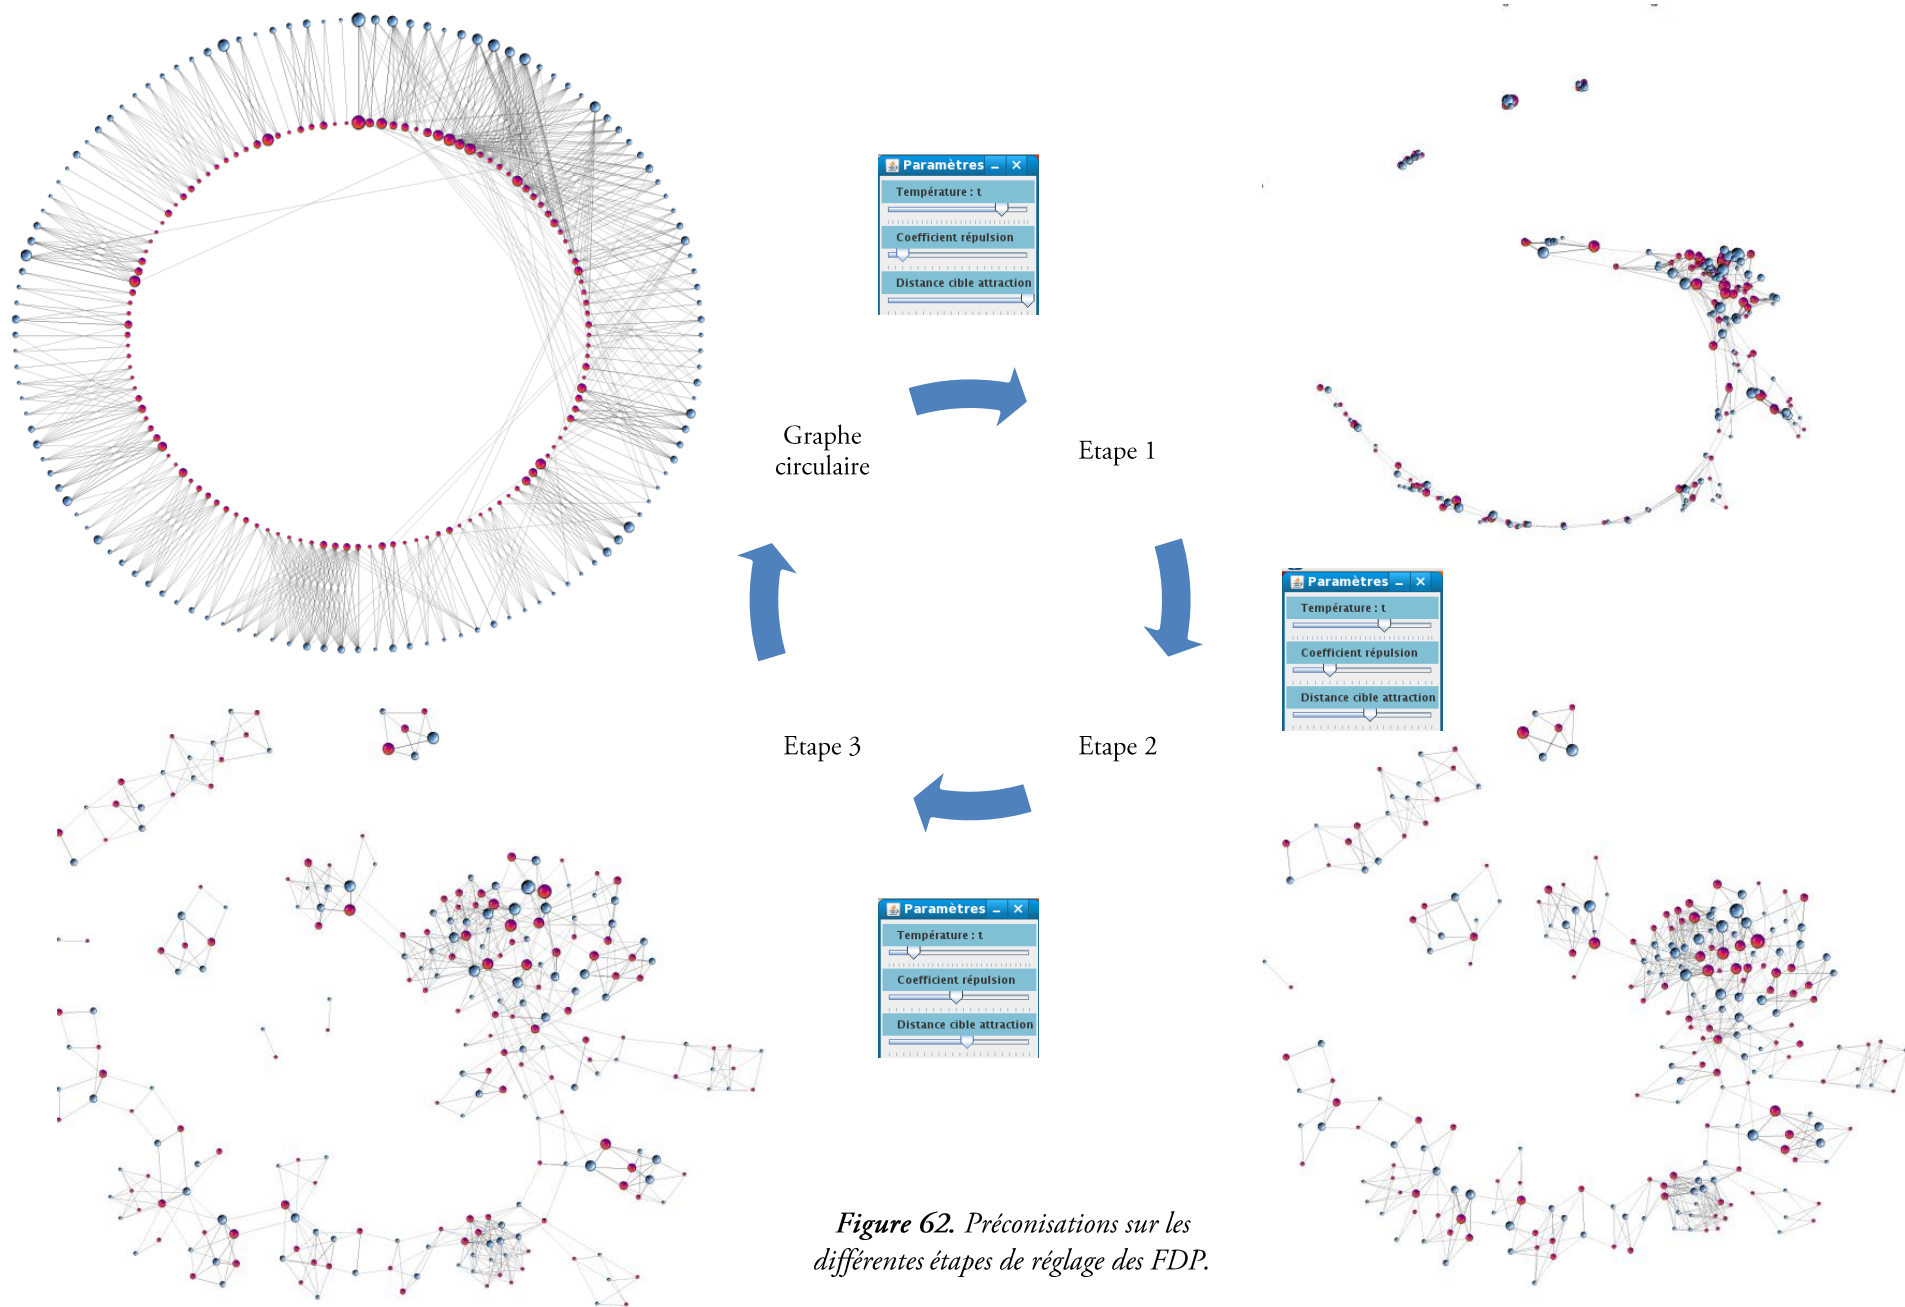 Paramètres
Température : t
Coefficient répulsion
Distance cible attraction
Graphe
circulaire
Etape 1
Paramètres
Température : t
Coefficient répulsion
Distance cible attraction
Etape 3
Etape 2
Paramètres
Température : t
Coefficient répulsion
Distance cible attraction
Figure 62. Préconisations sur les
différentes étapes de réglage des FDP.